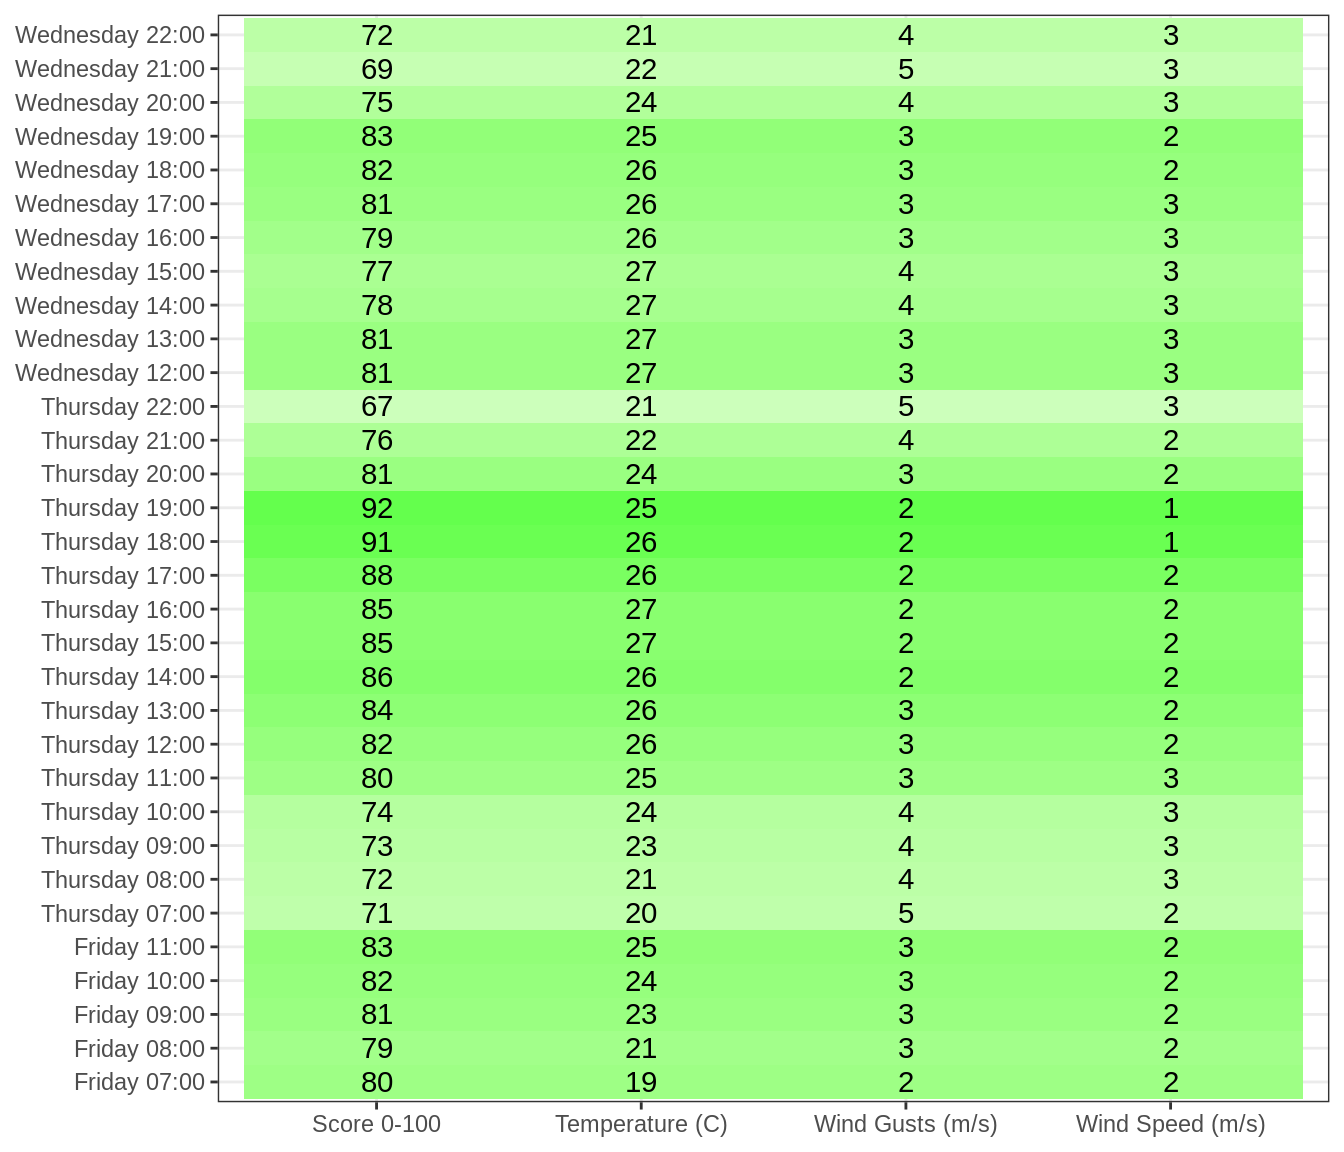 Wednesday 22:00 72 21 4 3
Wednesday 21:00 69 22 5 3
Wednesday 20:00 75 24 4 3
Wednesday 19:00 83 25 3 2
Wednesday 18:00 82 26 3 2
Wednesday 17:00 81 26 3 3
Wednesday 16:00 79 26 3 3
Wednesday 15:00 77 27 4 3
Wednesday 14:00 78 27 4 3
Wednesday 13:00 81 27 3 3
Wednesday 12:00 81 27 3 3
Thursday 22:00 67 21 5 3
Thursday 21:00 76 22 4 2
Thursday 20:00 81 24 3 2
Thursday 19:00 92 25 2 1
Thursday 18:00 91 26 2 1
Thursday 17:00 88 26 2 2
Thursday 16:00 85 27 2 2
Thursday 15:00 85 27 2 2
Thursday 14:00 86 26 2 2
Thursday 13:00 84 26 3 2
Thursday 12:00 82 26 3 2
Thursday 11:00 80 25 3 3
Thursday 10:00 74 24 4 3
Thursday 09:00 73 23 4 3
Thursday 08:00 72 21 4 3
Thursday 07:00 71 20 5 2
Friday 11:00 83 25 3 2
Friday 10:00 82 24 3 2
Friday 09:00 81 23 3 2
Friday 08:00 79 21 3 2
Friday 07:00 80 19 2 2
Score 0-100 Temperature (C) Wind Gusts (m/s) Wind Speed (m/s)